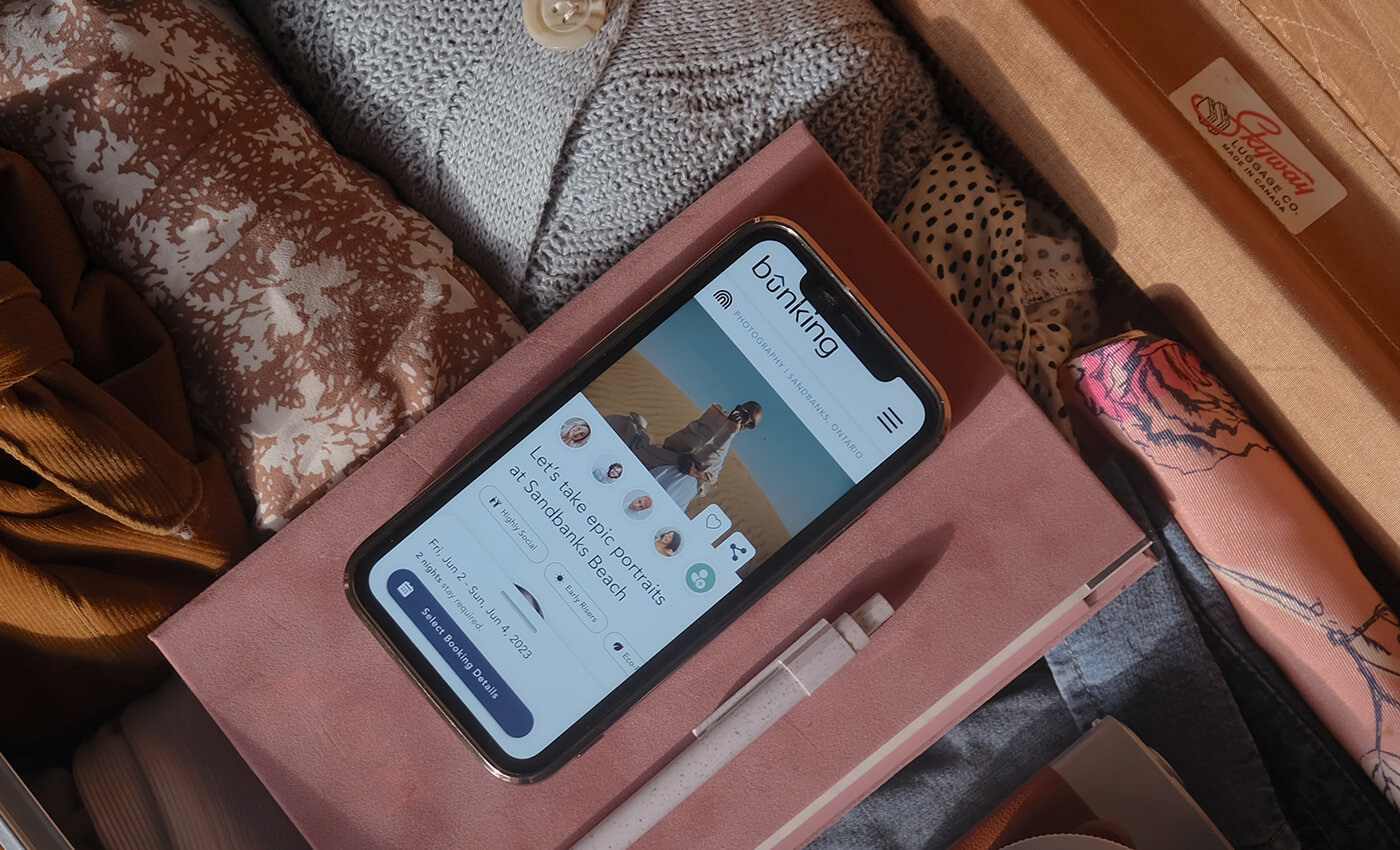 bunking
PHOTOGRAPHY | SANDBANKS, ONTARIO
Let's take epic portraits
at Sandbanks Beach
Highly Social
Early Risers
Eco
Fri, Jun 2 - Sun, Jun 4, 2023
2 nights stay required.
Select Booking Details
Skyway
LUGGAGE CO.
MADE IN CANADA